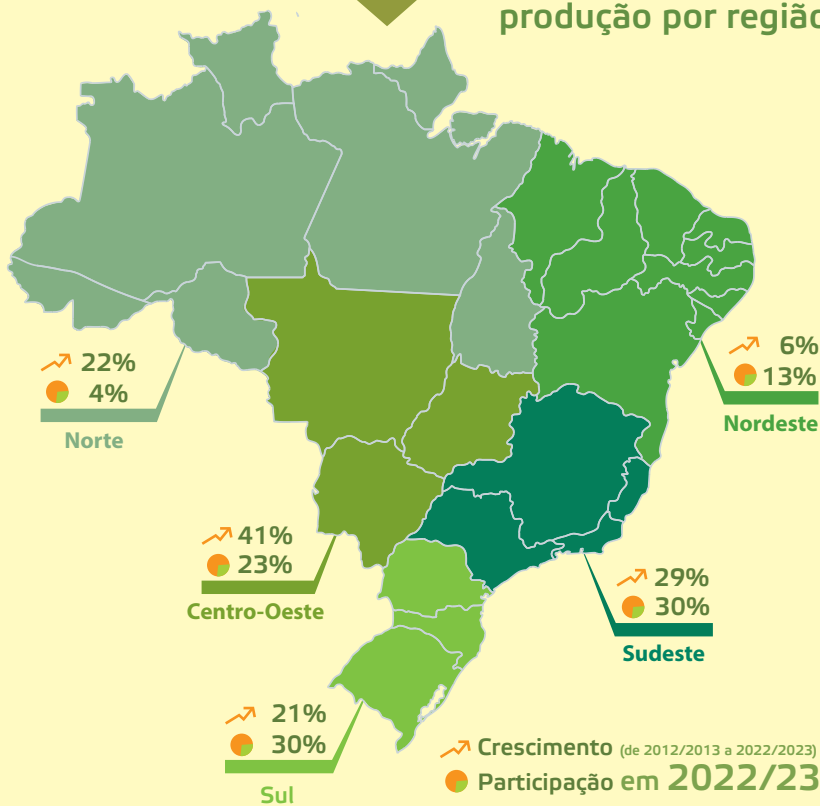 produção por região
22%
4%
Norte
6%
13%
Nordeste
41%
23%
Centro-Oeste
29%
30%
Sudeste
21%
30%
Sul
Crescimento (de 2012/2013 a 2022/2023)
Participação em 2022/23